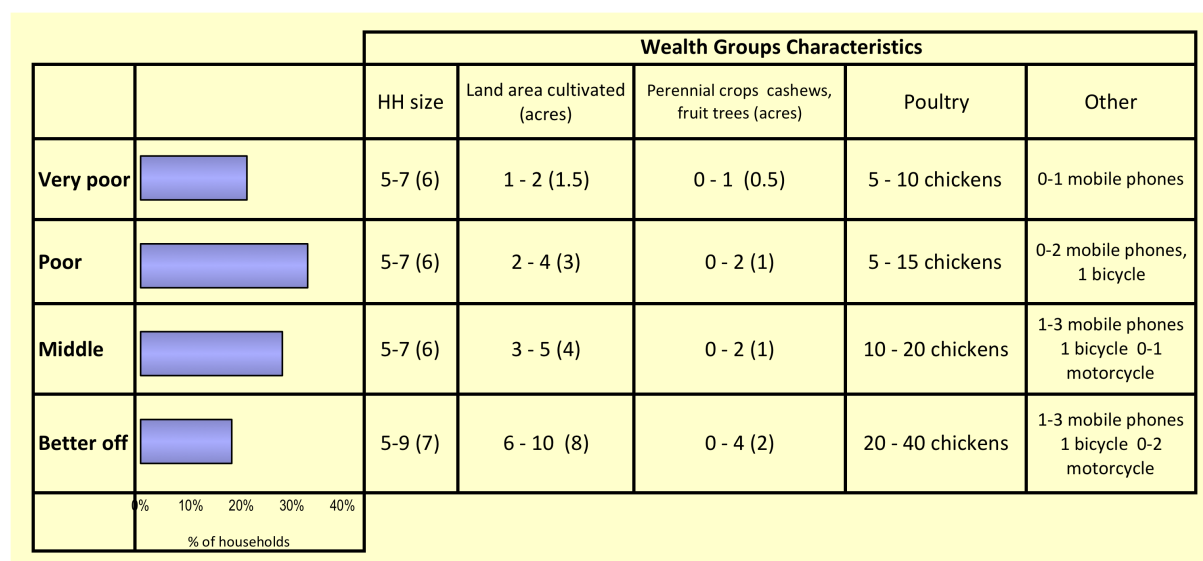 Wealth Groups Characteristics
HH size
Land area cultivated
(acres)
Perennial crops cashews,
fruit trees (acres)
Poultry
Other
Very poor
5-7 (6)
1 - 2 (1.5)
0 - 1 (0.5)
5 - 10 chickens
0-1 mobile phones
Poor
5-7 (6)
2 - 4 (3)
0 - 2 (1)
5 - 15 chickens
0-2 mobile phones,
1 bicycle
Middle
5-7 (6)
3 - 5 (4)
0 - 2 (1)
10 - 20 chickens
1-3 mobile phones
1 bicycle 0-1
motorcycle
Better off
5-9 (7)
6 - 10 (8)
0 - 4 (2)
20 - 40 chickens
1-3 mobile phones
1 bicycle 0-2
motorcycle
0% 10% 20% 30% 40%
% of households